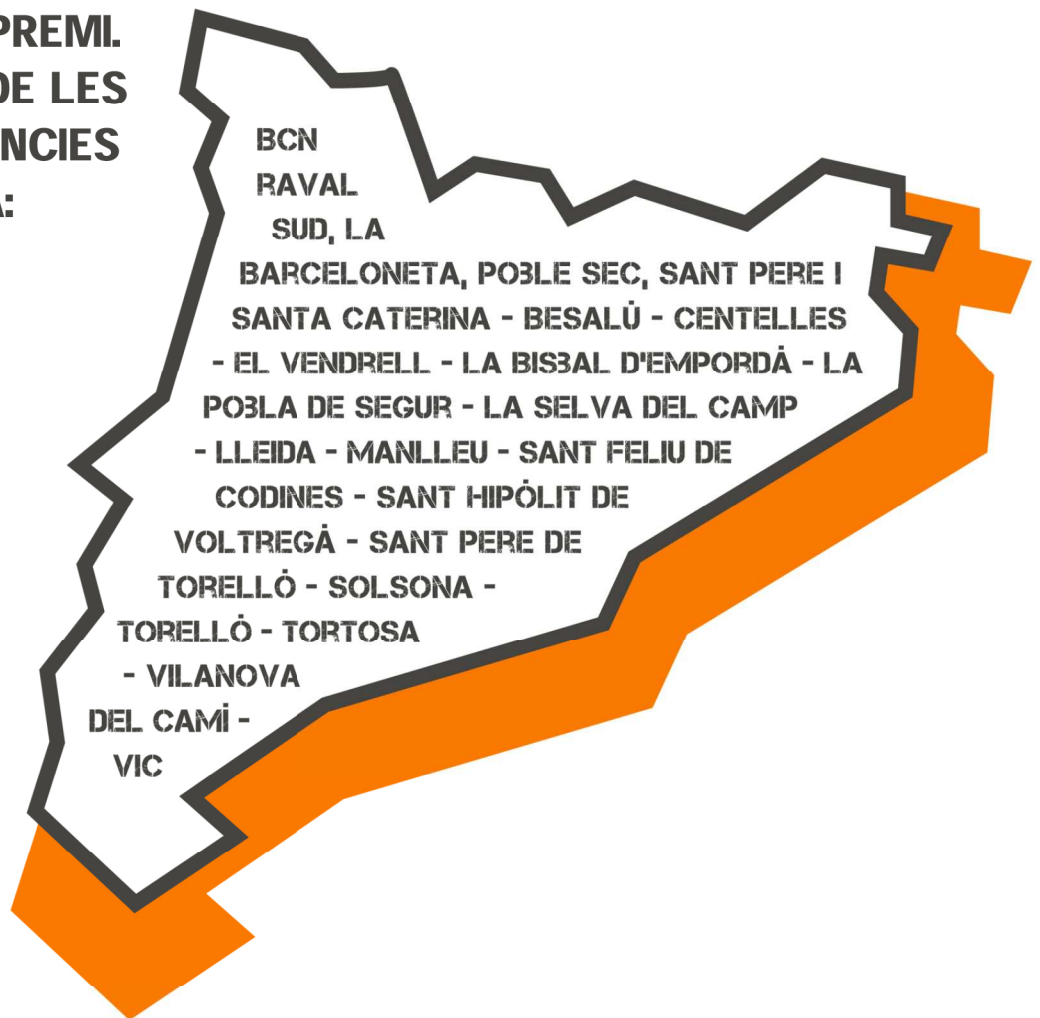 PREMI.
DE LES
NCIES
A:
BCN
RAVAL
SUD, LA
BARCELONETA, POBLE SEC, SANT PERE I
SANTA CATERINA - BESALÚ - CENTELLES
- EL VENDRELL - LA BISBAL D'EMPORDÀ - LA
POBLA DE SEGUR - LA SELVA DEL CAMP
- LLEIDA - MANLLEU - SANT FELIU DE
CODINES - SANT HIPÒLIT DE
VOLTREGÀ - SANT PERE DE
TORELLÓ - SOLSONA -
TORELLÓ - TORTOSA
- VILANOVA
DEL CAMÍ -
VIC